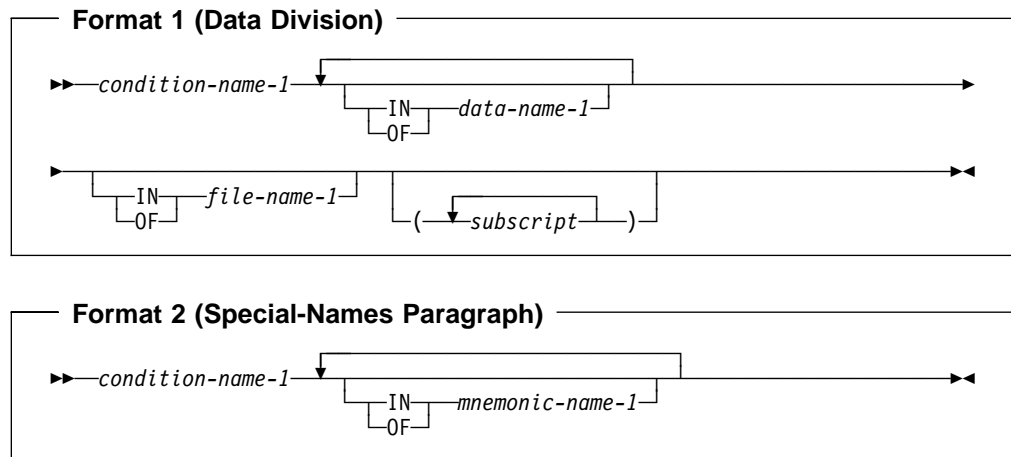 Format 1 (Data Division)
condition-name-1
IN data-name-1
OF
IN file-name-1
OF
( subscript )
Format 2 (Special-Names Paragraph)
condition-name-1
IN mnemonic-name-1
OF